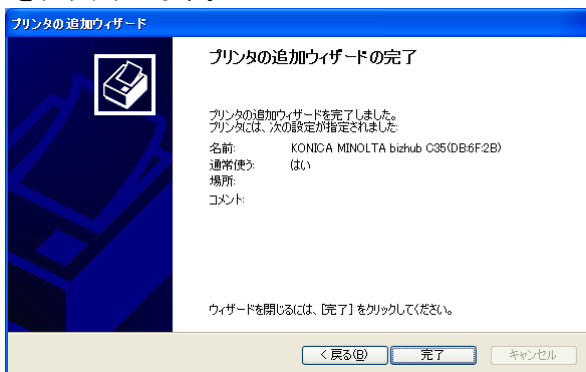 プリンタの追加ウィザード
プリンタの追加ウィザードの完了
プリンタの追加ウィザードを完了しました。
プリンタには、次の設定が指定されました:
名前: KONICA MINOLTA bizhub C35(DB:6F:2B)
通常使う: はい
場所:
コメント:
ウィザードを閉じるには、[完了] をクリックしてください。
< 戻る(B) 完了 キャンセル